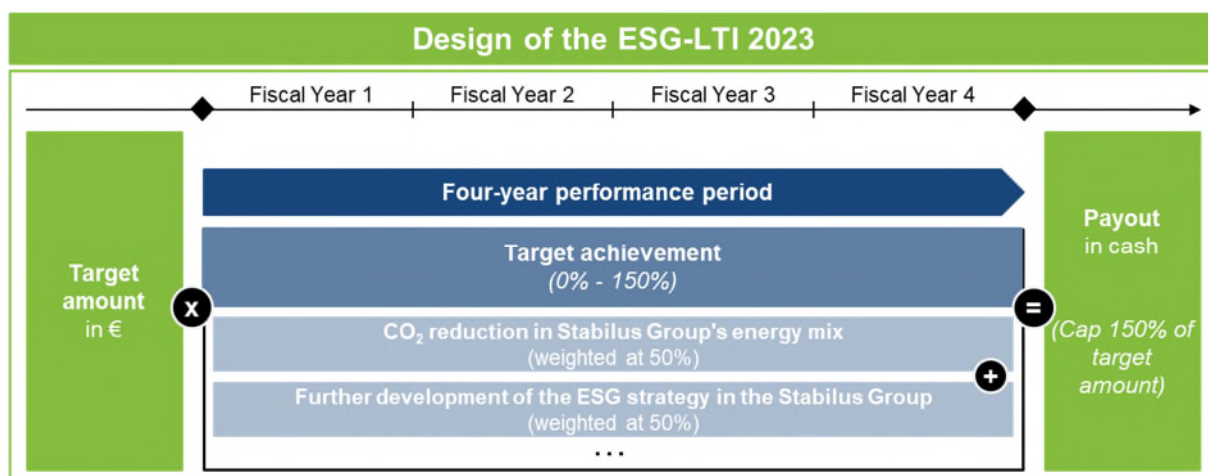 Design of the ESG-LTI 2023
Fiscal Year 1
Fiscal Year 2
Fiscal Year 3
Fiscal Year 4
Target
amount
in €
x
Four-year performance period
Target achievement
(0% - 150%)
CO₂ reduction in Stabilus Group's energy mix
(weighted at 50%)
+
Further development of the ESG strategy in the Stabilus Group
(weighted at 50%)
...
=
Payout
in cash
(Cap 150% of
target
amount)